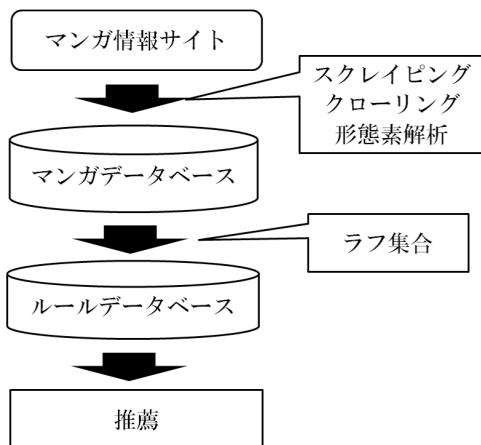 マンガ情報サイト
スクレイピング
クローリング
形態素解析
マンガデータベース
ラフ集合
ルールデータベース
推薦